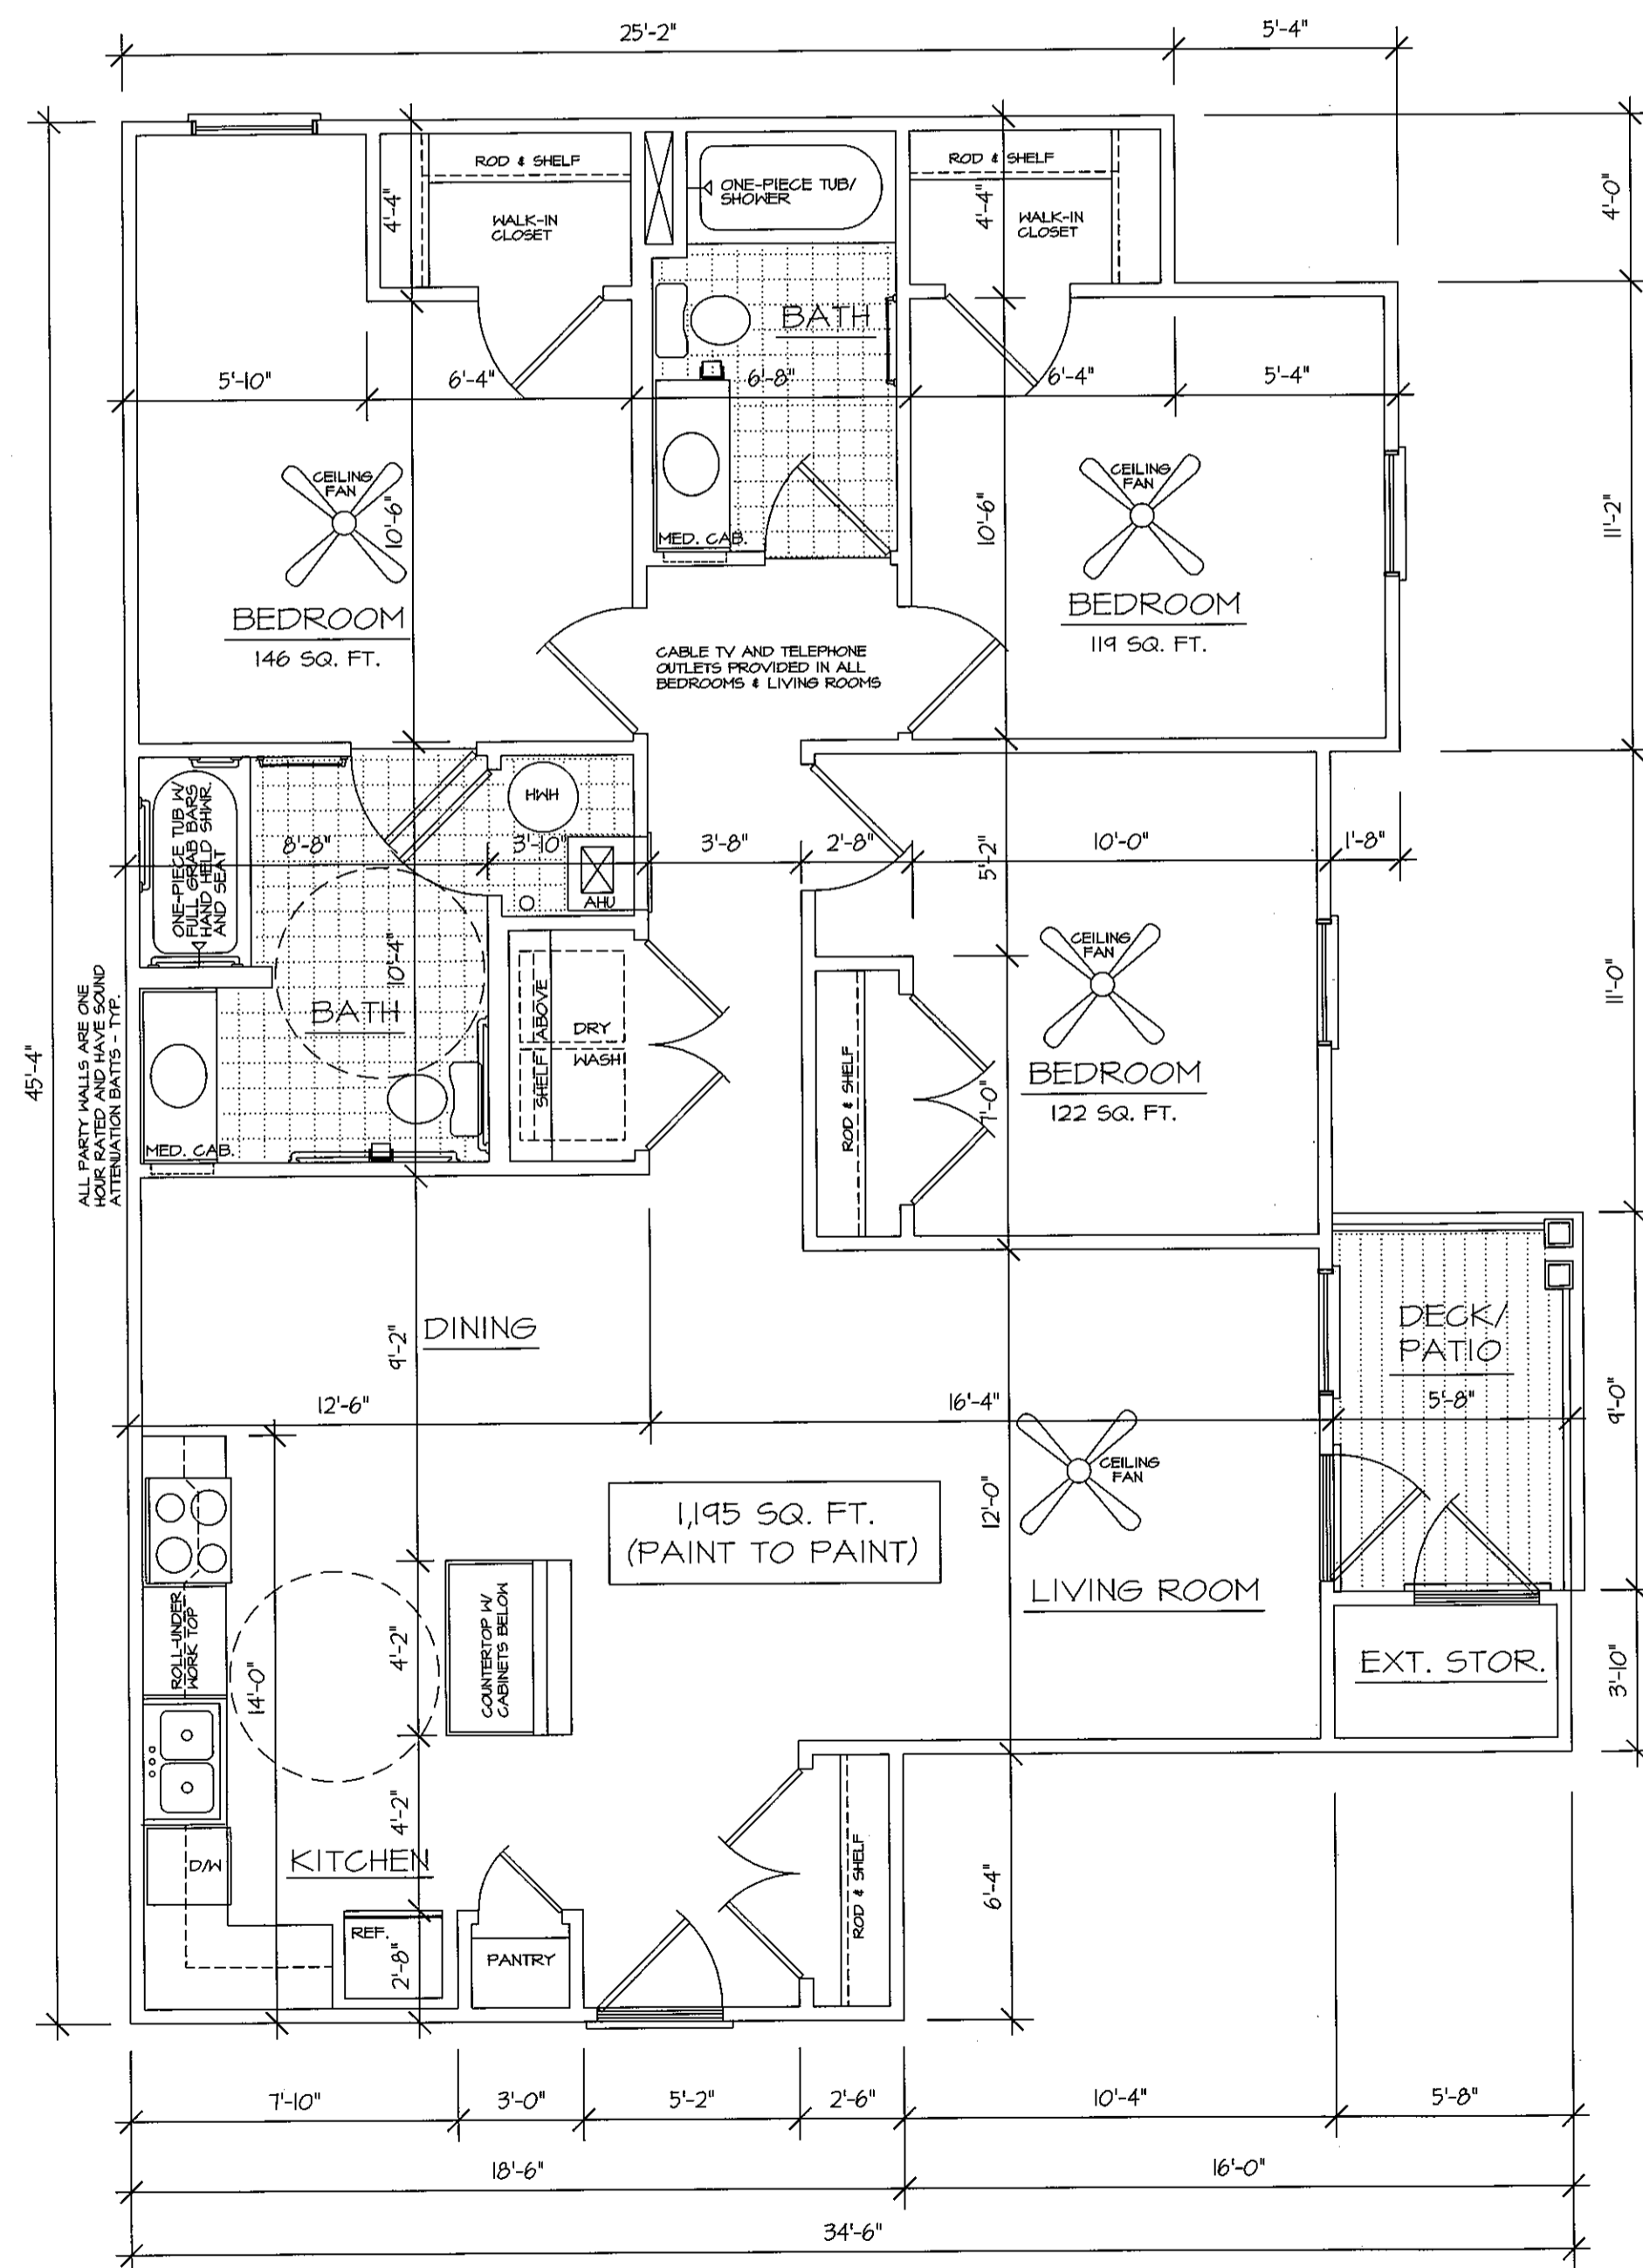 25'-2"
5'-4"
ROD & SHELF
4'-4"
WALK-IN
CLOSET
ONE-PIECE TUB/
SHOWER
ROD & SHELF
4'-4"
WALK-IN
CLOSET
4'-0"
BATH
5'-10"
6'-4"
6'-8"
6'-4"
5'-4"
CEILING
FAN
10'-6"
MED. CAB.
10'-6"
CEILING
FAN
11'-2"
BEDROOM
146 SQ. FT.
CABLE TV AND TELEPHONE
OUTLETS PROVIDED IN ALL
BEDROOMS & LIVING ROOMS
BEDROOM
119 SQ. FT.
ONE-PIECE TUB W/
FULL GRAB BARS
HAND HELD SHWR.
AND SEAT
8'-8"
HWH
3'-10"
AHU
3'-8"
2'-8"
5'-2"
10'-0"
1'-8"
45'-4"
ALL PARTY WALLS ARE ONE
HOUR RATED AND HAVE SOUND
ATTENUATION BATTS - TYP.
10'-4"
BATH
MED. CAB.
SHELF ABOVE
DRY
WASH
ROD & SHELF
7'-0"
CEILING
FAN
BEDROOM
122 SQ. FT.
11'-0"
DINING
9'-2"
12'-6"
16'-4"
DECK/
PATIO
5'-8"
9'-0"
CEILING
FAN
12'-0"
1,195 SQ. FT.
(PAINT TO PAINT)
LIVING ROOM
ROLL-UNDER
WORK TOP
14'-0"
4'-2"
COUNTERTOP W/
CABINETS BELOW
EXT. STOR.
3'-10"
4'-2"
D/W
KITCHEN
REF.
2'-8"
PANTRY
ROD & SHELF
6'-4"
7'-10"
3'-0"
5'-2"
2'-6"
10'-4"
5'-8"
18'-6"
16'-0"
34'-6"